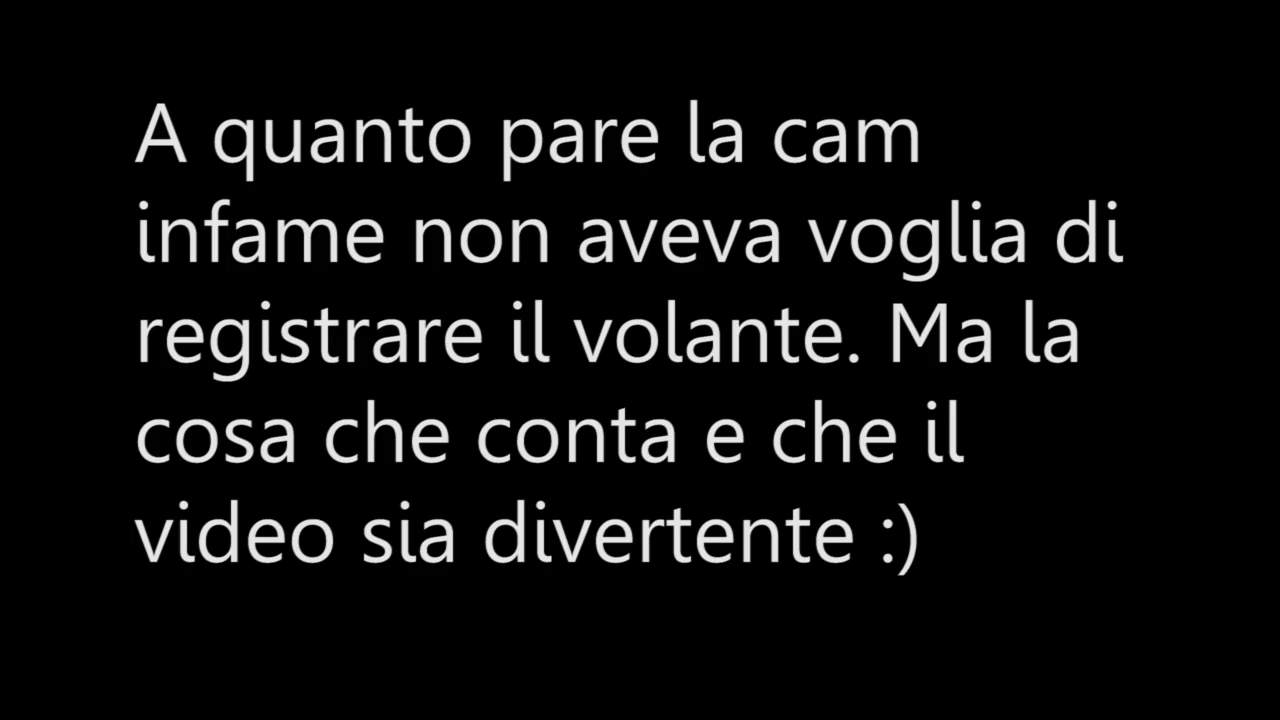 A quanto pare la cam
infame non aveva voglia di
registrare il volante. Ma la
cosa che conta e che il
video sia divertente :)